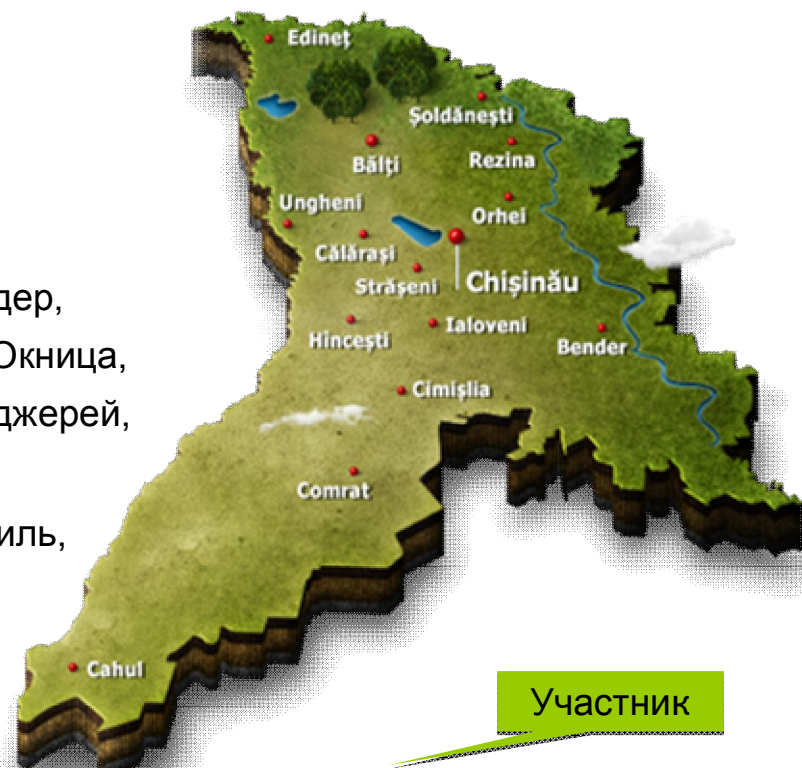 Edineț
Șoldănești
Bălți
Rezina
Ungheni
Orhei
Călărași
Strășeni
Chișinău
дер,
Hîncești
Ialoveni
Bender
Окница,
Cimișlia
джерей,
Comrat
иль,
Cahul
Участник